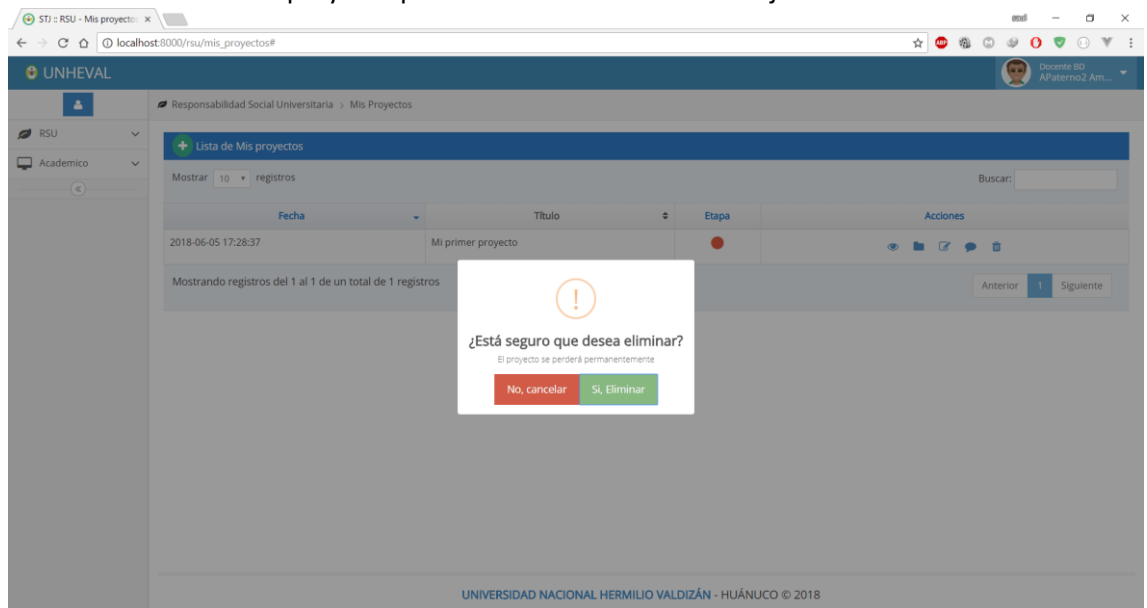 STJ :: RSU - Mis proyecto
localhost:8000/rsu/mis_proyectos#
UNHEVAL
Docente BD
APaterno2 Am...
Responsabilidad Social Universitaria > Mis Proyectos
RSU
Academico
Lista de Mis proyectos
Mostrar 10 registros
Buscar:
Fecha Título Etapa Acciones
2018-06-05 17:28:37 Mi primer proyecto
Mostrando registros del 1 al 1 de un total de 1 registros
Anterior 1 Siguiente
¿Está seguro que desea eliminar?
El proyecto se perderá permanentemente
No, cancelar Si, Eliminar
UNIVERSIDAD NACIONAL HERMILIO VALDIZÁN - HUÁNUCO © 2018